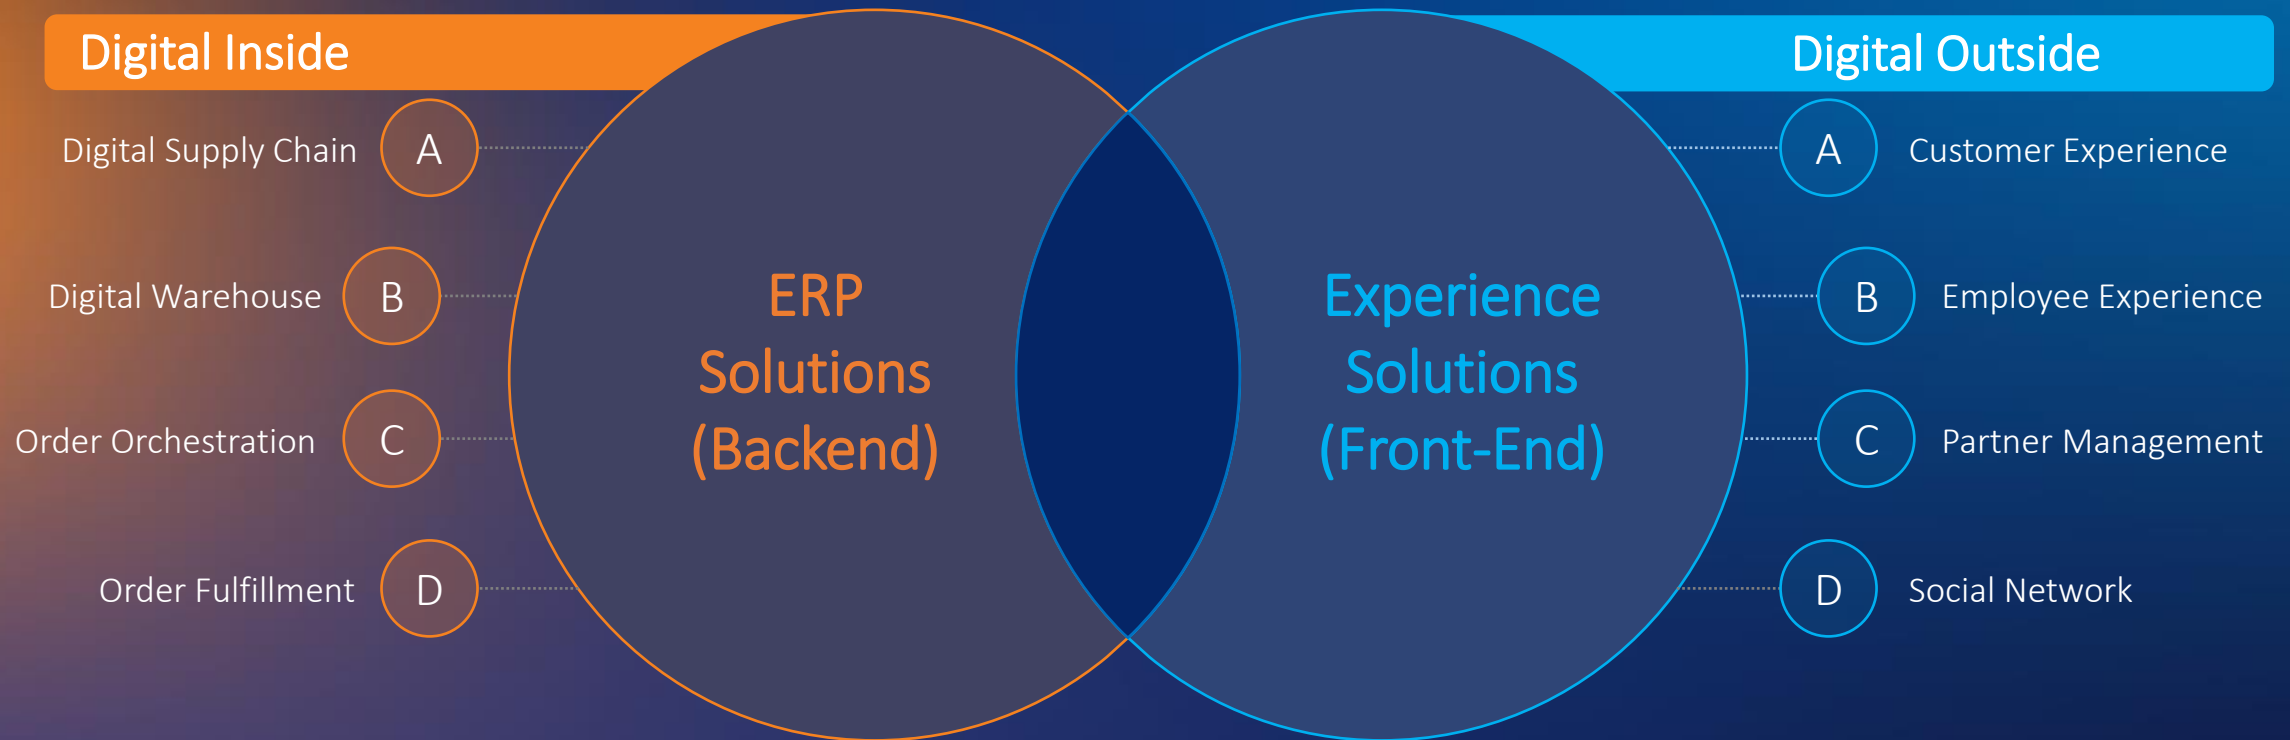 Digital Inside
Digital Outside
Digital Supply Chain
A
Digital Warehouse
B
Order Orchestration
C
Order Fulfillment
D
ERP
Solutions
(Backend)
Experience
Solutions
(Front-End)
A
Customer Experience
B
Employee Experience
C
Partner Management
D
Social Network